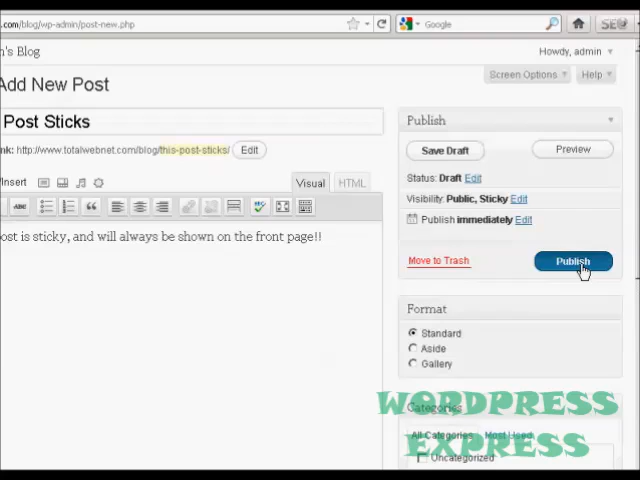 .com/blog/wp-admin/post-new.php
Google
SEO
n's Blog
Howdy, admin
Add New Post
Screen Options
Help
Post Sticks
Publish
nk: http://www.totalwebnet.com/blog/this-post-sticks/ Edit
Save Draft
Preview
Status: Draft Edit
/Insert
Visual
HTML
Visibility: Public, Sticky Edit
ABC
Publish immediately Edit
ost is sticky, and will always be shown on the front page!!
Move to Trash
Publish
Format
Standard
Aside
Gallery
Categories
WORDPRESS
All Categories Most Used
EXPRESS
Uncategorized